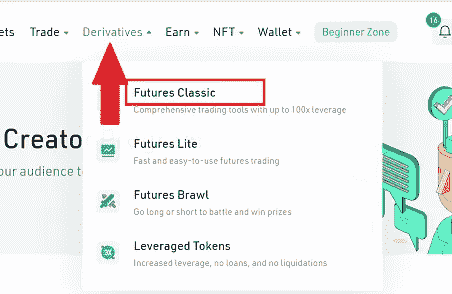 ets Trade Derivatives Earn NFT Wallet Beginner Zone 16
Futures Classic
Comprehensive trading tools with up to 100x leverage
Creato
Futures Lite
our audience to
Fast and easy-to-use futures trading
Futures Brawl
Go long or short to battle and win prizes
Leveraged Tokens
Increased leverage, no loans, and no liquidations